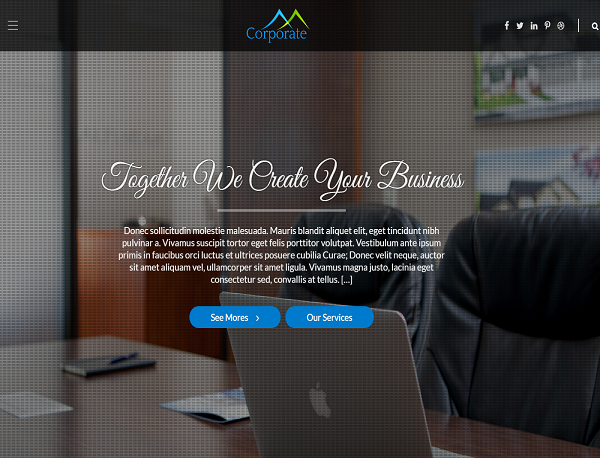 Corporate
Together We Create Your Business
Donec sollicitudin molestie malesuada. Mauris blandit aliquet elit, eget tincidunt nibh
pulvinar a. Vivamus suscipit tortor eget felis porttitor volutpat. Vestibulum ante ipsum
primis in faucibus orci luctus et ultrices posuere cubilia Curae; Donec velit neque, auctor
sit amet aliquam vel, ullamcorper sit amet ligula. Vivamus magna justo, lacinia eget
consectetur sed, convallis at tellus. [...]
See Mores
Our Services